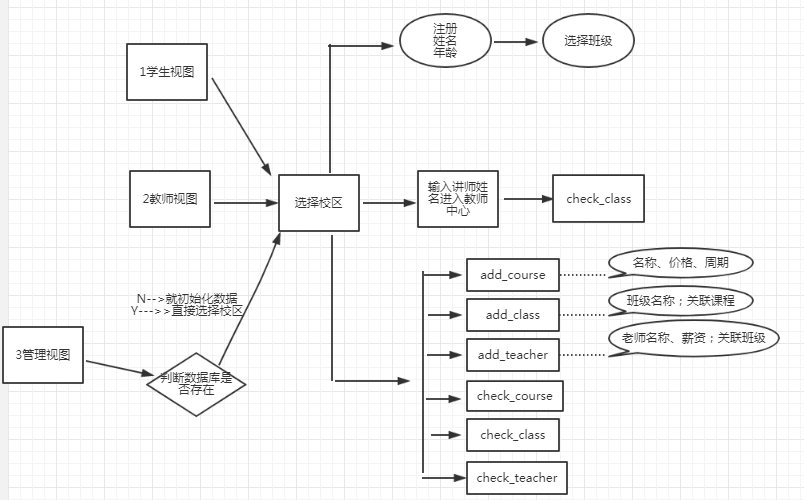 注册
姓名
年龄
选择班级
1学生视图
2教师视图
选择校区
输入讲师姓
名进入教师
中心
check_class
N-->就初始化数据
Y--->>直接选择校区
3管理视图
判断数据库是
否存在
add_course
名称、价格、周期
add_class
班级名称；关联课程
add_teacher
老师名称、薪资；关联班级
check_course
check_class
check_teacher